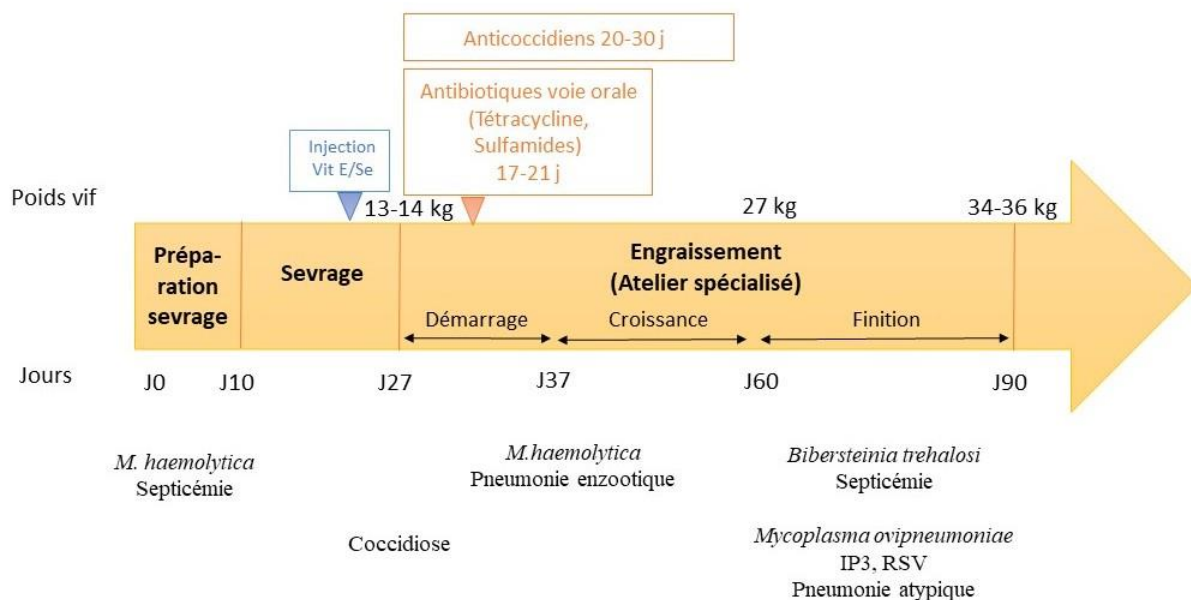 Anticoccidiens 20-30 j
Antibiotiques voie orale
(Tétracycline,
Sulfamides)
17-21 j
Injection
Vit E/Se
Poids vif
13-14 kg
27 kg
34-36 kg
Prépa-
ration
sevrage
Sevrage
Engraissement
(Atelier spécialisé)
Démarrage
Croissance
Finition
Jours
J0
J10
J27
J37
J60
J90
M. haemolytica
Septicémie
M.haemolytica
Pneumonie enzootique
Bibersteinia trehalosi
Septicémie
Coccidiose
Mycoplasma ovipneumoniae
IP3, RSV
Pneumonie atypique